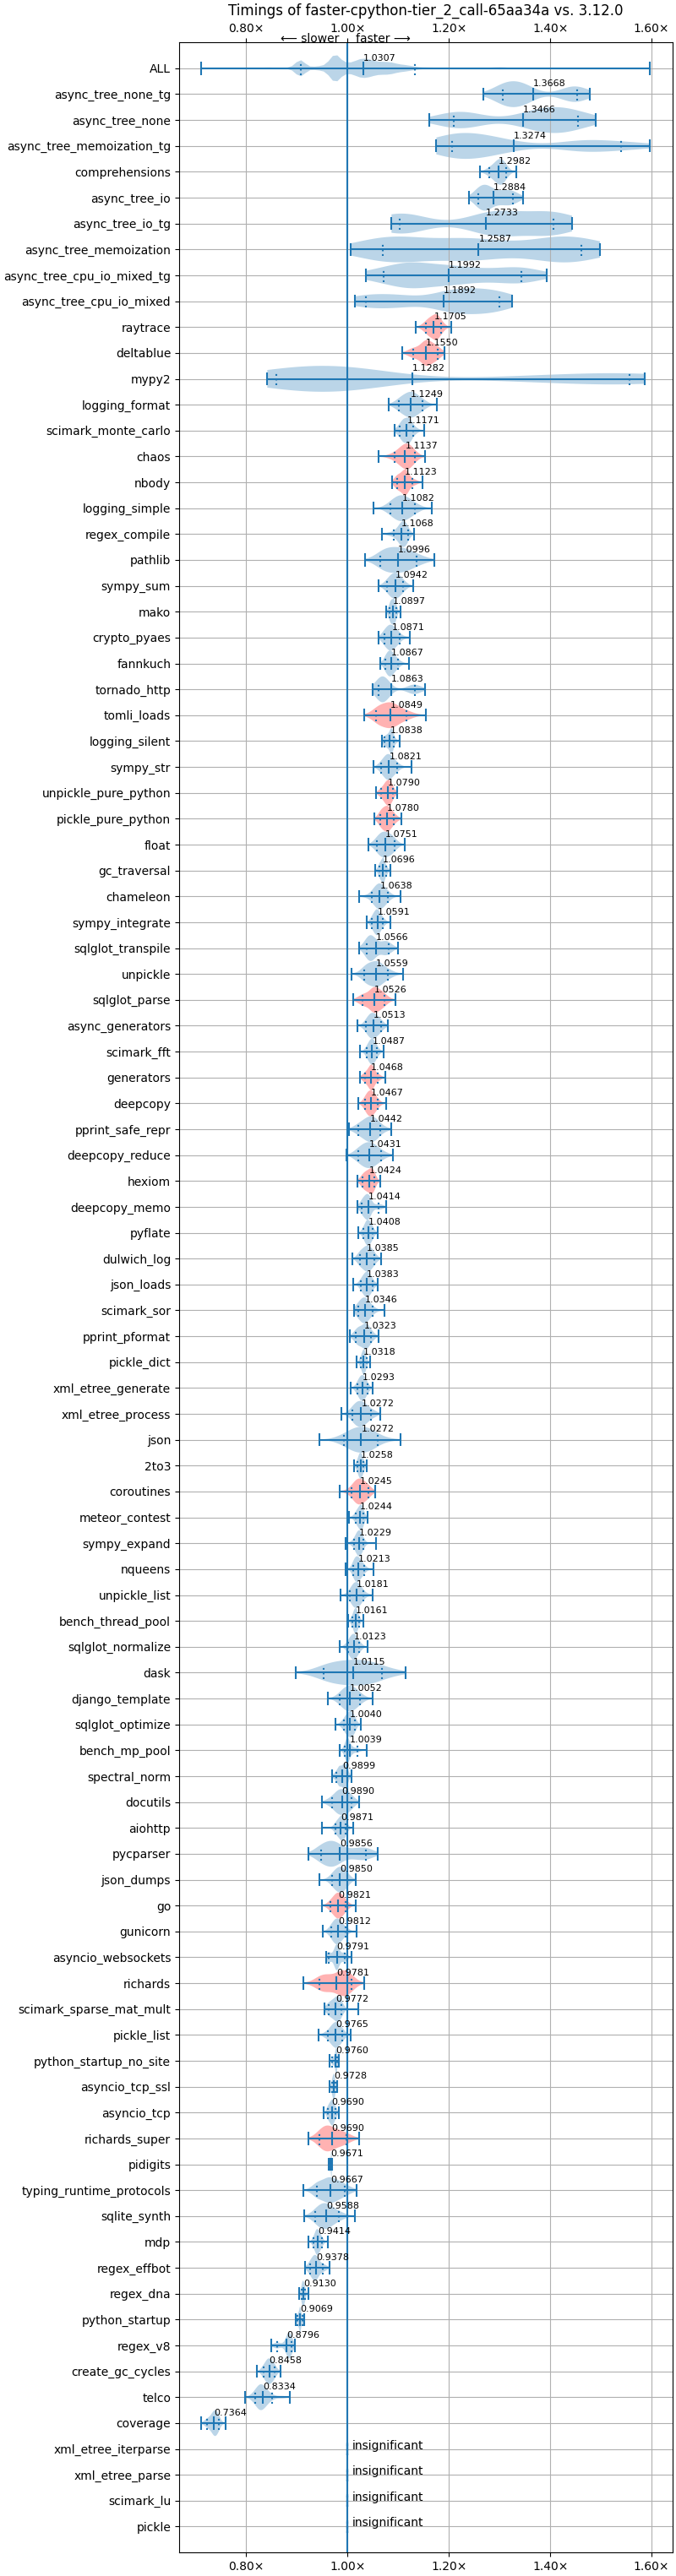 Timings of faster-cpython-tier_2_call-65aa34a vs. 3.12.0
0.80× 1.00× 1.20× 1.40× 1.60×
⟵ slower faster ⟶
ALL 1.0307
async_tree_none_tg 1.3668
async_tree_none 1.3466
async_tree_memoization_tg 1.3274
comprehensions 1.2982
async_tree_io 1.2884
async_tree_io_tg 1.2733
async_tree_memoization 1.2587
async_tree_cpu_io_mixed_tg 1.1992
async_tree_cpu_io_mixed 1.1892
raytrace 1.1705
deltablue 1.1550
mypy2 1.1282
logging_format 1.1249
scimark_monte_carlo 1.1171
chaos 1.1137
nbody 1.1123
logging_simple 1.1082
regex_compile 1.1068
pathlib 1.0996
sympy_sum 1.0942
mako 1.0897
crypto_pyaes 1.0871
fannkuch 1.0867
tornado_http 1.0863
tomli_loads 1.0849
logging_silent 1.0838
sympy_str 1.0821
unpickle_pure_python 1.0790
pickle_pure_python 1.0780
float 1.0751
gc_traversal 1.0696
chameleon 1.0638
sympy_integrate 1.0591
sqlglot_transpile 1.0566
unpickle 1.0559
sqlglot_parse 1.0526
async_generators 1.0513
scimark_fft 1.0487
generators 1.0468
deepcopy 1.0467
pprint_safe_repr 1.0442
deepcopy_reduce 1.0431
hexiom 1.0424
deepcopy_memo 1.0414
pyflate 1.0408
dulwich_log 1.0385
json_loads 1.0383
scimark_sor 1.0346
pprint_pformat 1.0323
pickle_dict 1.0318
xml_etree_generate 1.0293
xml_etree_process 1.0272
json 1.0272
2to3 1.0258
coroutines 1.0245
meteor_contest 1.0244
sympy_expand 1.0229
nqueens 1.0213
unpickle_list 1.0181
bench_thread_pool 1.0161
sqlglot_normalize 1.0123
dask 1.0115
django_template 1.0052
sqlglot_optimize 1.0040
bench_mp_pool 1.0039
spectral_norm 0.9899
docutils 0.9890
aiohttp 0.9871
pycparser 0.9856
json_dumps 0.9850
go 0.9821
gunicorn 0.9812
asyncio_websockets 0.9791
richards 0.9781
scimark_sparse_mat_mult 0.9772
pickle_list 0.9765
python_startup_no_site 0.9760
asyncio_tcp_ssl 0.9728
asyncio_tcp 0.9690
richards_super 0.9690
pidigits 0.9671
typing_runtime_protocols 0.9667
sqlite_synth 0.9588
mdp 0.9414
regex_effbot 0.9378
regex_dna 0.9130
python_startup 0.9069
regex_v8 0.8796
create_gc_cycles 0.8458
telco 0.8334
coverage 0.7364
xml_etree_iterparse insignificant
xml_etree_parse insignificant
scimark_lu insignificant
pickle insignificant
0.80× 1.00× 1.20× 1.40× 1.60×